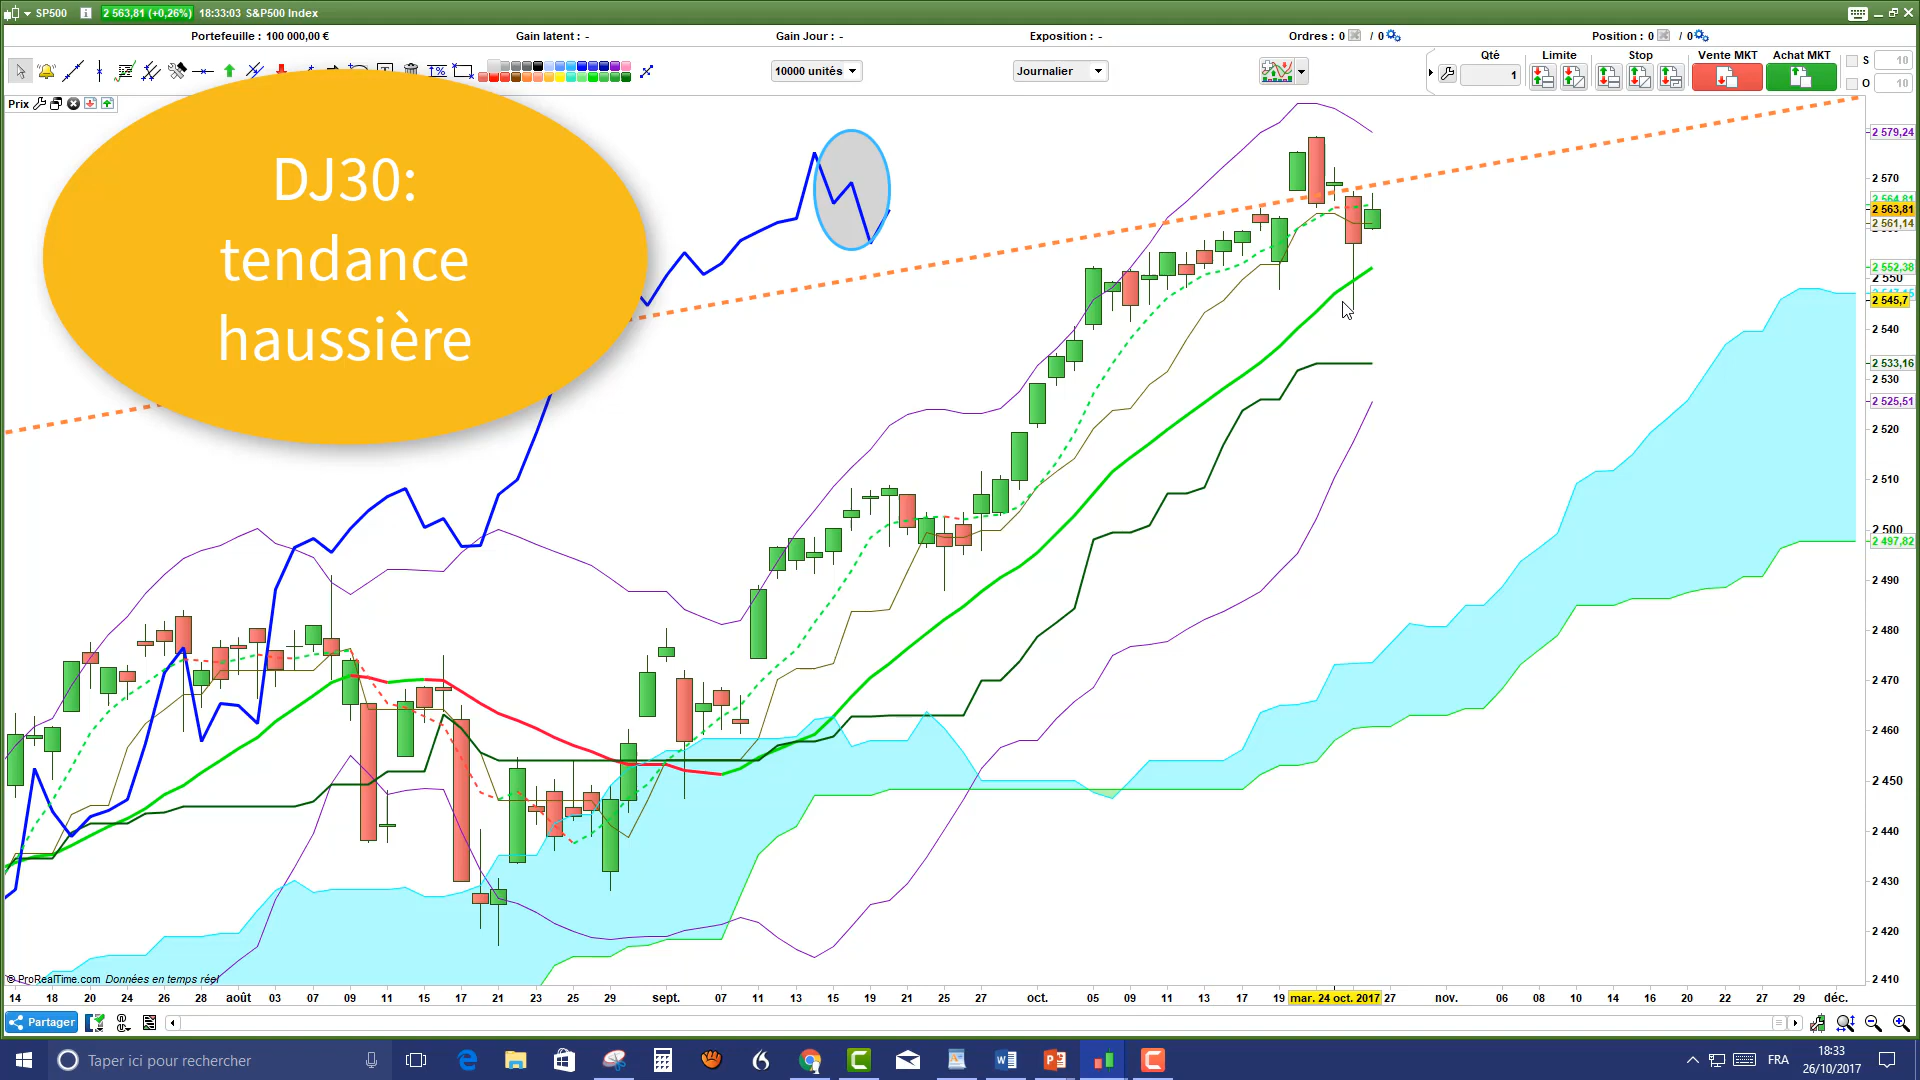 SP500 2 563,81 (+0,26%) 18:33:03 S&P500 Index
Portefeuille : 100 000,00 € Gain latent : - Gain Jour : - Exposition : - Ordres : 0 / 0 Position : 0 / 0
Qté Limite Stop Vente MKT Achat MKT S 10
10000 unités Journalier 1 O 10
Prix
DJ30:
tendance
haussière
2 579,24
2 570
2 563,81
2 561,14
2 552,38
2 550
2 545,7
2 540
2 533,16
2 530
2 525,51
2 520
2 510
2 500
2 497,82
2 490
2 480
2 470
2 460
2 450
2 440
2 430
2 420
2 410
© ProRealTime.com Données en temps réel
14 18 20 24 26 28 août 03 07 09 11 15 17 21 23 25 29 sept. 07 11 13 15 19 21 25 27 oct. 05 09 11 13 17 19 mar. 24 oct. 2017 27 nov. 06 08 10 14 16 20 22 27 29 déc.
Partager
Taper ici pour rechercher
FRA
18:33
26/10/2017